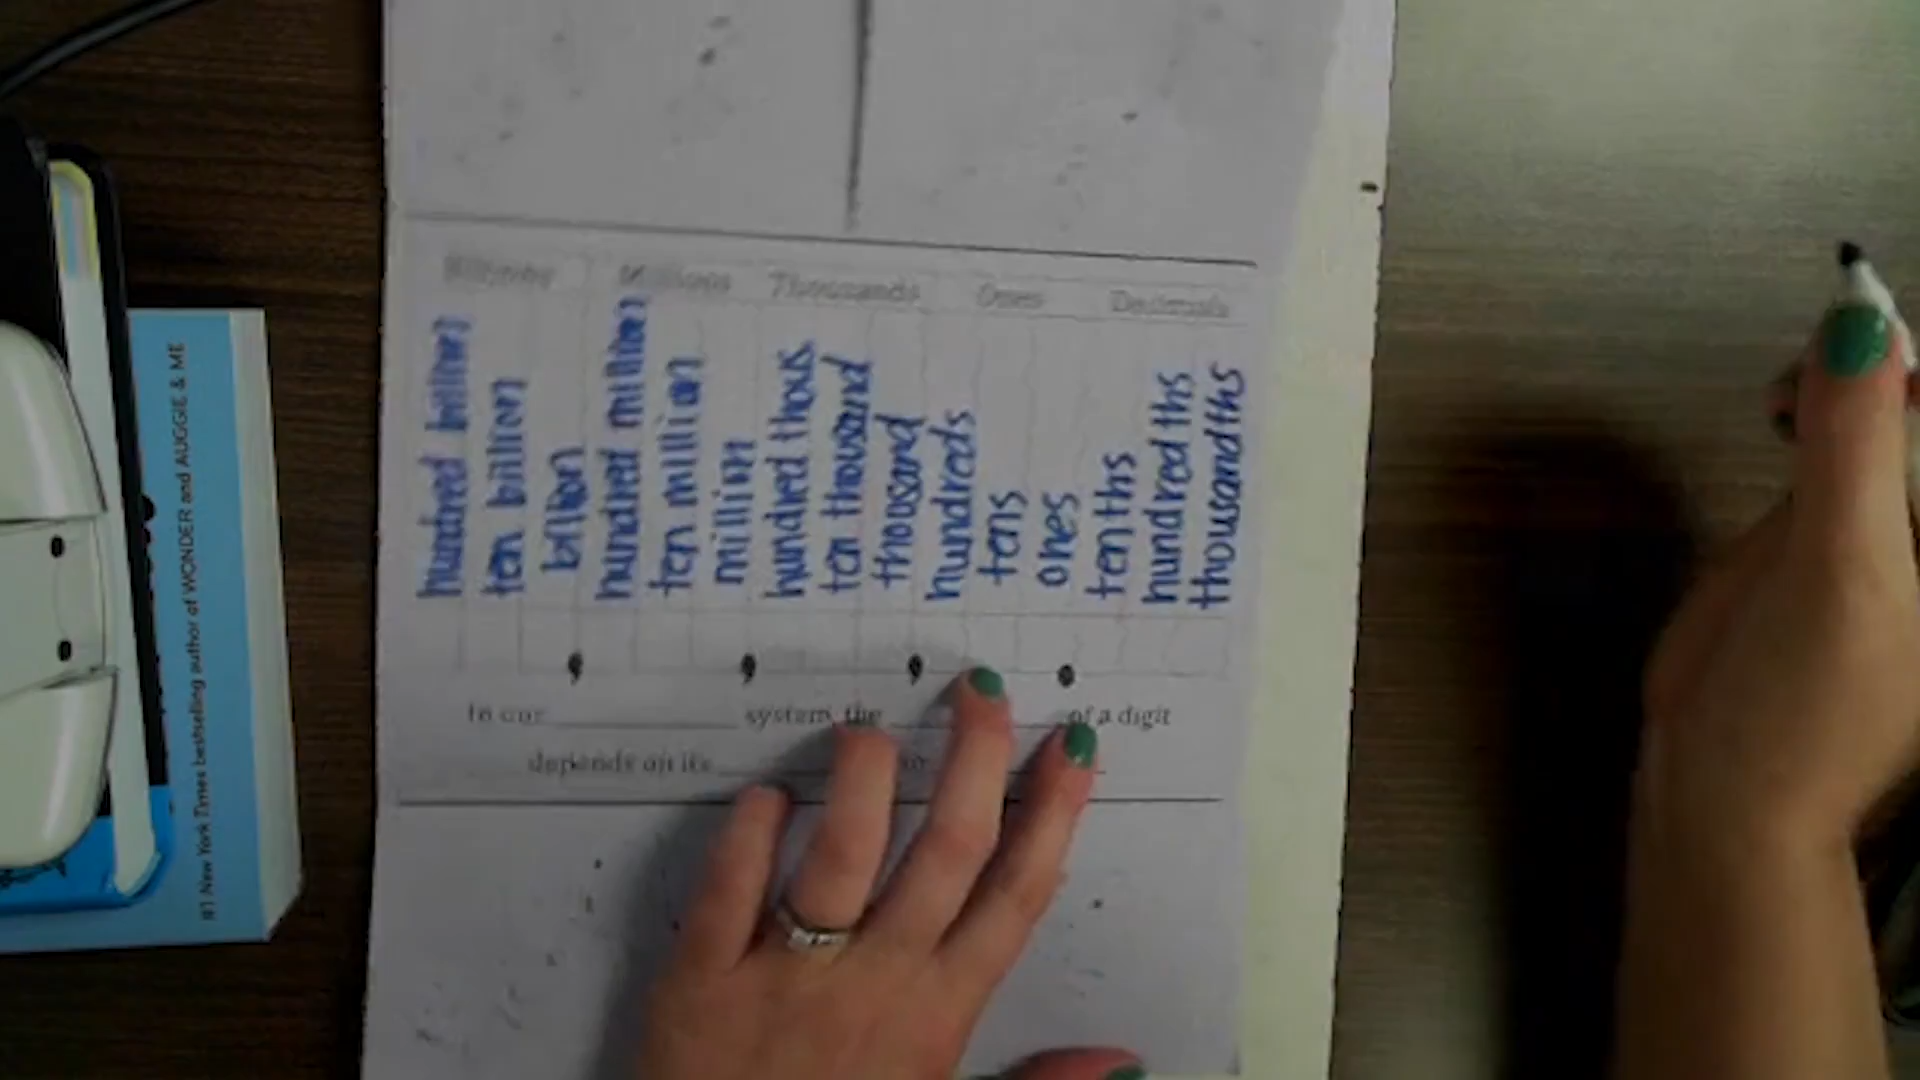 Billions Millions Thousands Ones Decimals
hundred billion
ten billion
billion
hundred million
ten million
million
hundred thous.
ten thousand
thousand
hundreds
tens
ones
tenths
hundredths
thousandths
In our system, the of a digit
depends on its
#1 New York Times bestselling author of WONDER and AUGGIE & ME